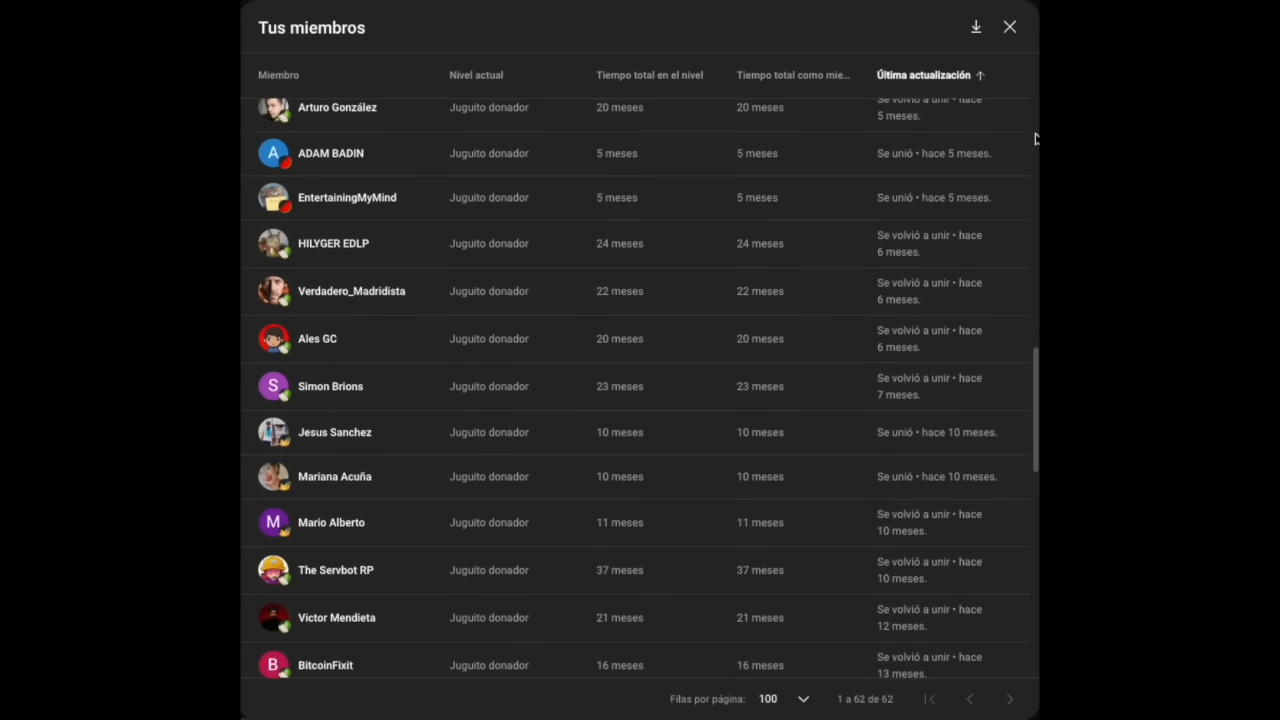 Tus miembros
Miembro Nivel actual Tiempo total en el nivel Tiempo total como mie... Última actualización
Arturo González Juguito donador 20 meses 20 meses Se volvió a unir • hace
5 meses.
A ADAM BADIN Juguito donador 5 meses 5 meses Se unió • hace 5 meses.
EntertainingMyMind Juguito donador 5 meses 5 meses Se unió • hace 5 meses.
HILYGER EDLP Juguito donador 24 meses 24 meses Se volvió a unir • hace
6 meses.
Verdadero_Madridista Juguito donador 22 meses 22 meses Se volvió a unir • hace
6 meses.
Ales GC Juguito donador 20 meses 20 meses Se volvió a unir • hace
6 meses.
S Simon Brions Juguito donador 23 meses 23 meses Se volvió a unir • hace
7 meses.
Jesus Sanchez Juguito donador 10 meses 10 meses Se unió • hace 10 meses.
Mariana Acuña Juguito donador 10 meses 10 meses Se unió • hace 10 meses.
M Mario Alberto Juguito donador 11 meses 11 meses Se volvió a unir • hace
10 meses.
The Servbot RP Juguito donador 37 meses 37 meses Se volvió a unir • hace
10 meses.
Victor Mendieta Juguito donador 21 meses 21 meses Se volvió a unir • hace
12 meses.
B BitcoinFixit Juguito donador 16 meses 16 meses Se volvió a unir • hace
13 meses.
Filas por página: 100 1 a 62 de 62